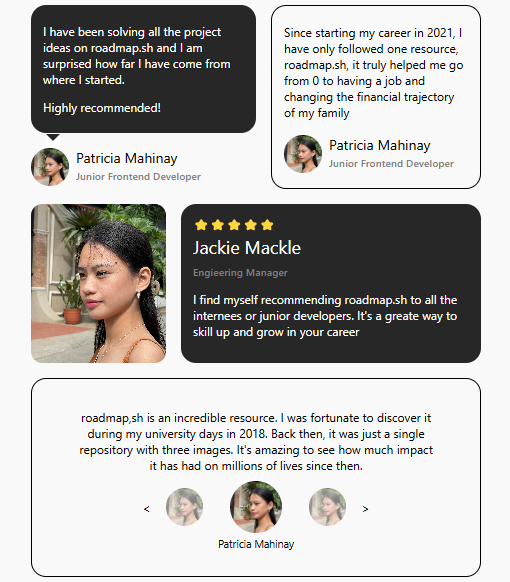 I have been solving all the project
ideas on roadmap.sh and I am
surprised how far I have come from
where I started.
Highly recommended!
Patricia Mahinay
Junior Frontend Developer
Since starting my career in 2021, I
have only followed one resource,
roadmap.sh, it truly helped me go
from 0 to having a job and
changing the financial trajectory
of my family
Patricia Mahinay
Junior Frontend Developer
Jackie Mackle
Engieering Manager
I find myself recommending roadmap.sh to all the
internees or junior developers. It's a greate way to
skill up and grow in your career
roadmap,sh is an incredible resource. I was fortunate to discover it
during my university days in 2018. Back then, it was just a single
repository with three images. It's amazing to see how much impact
it has had on millions of lives since then.
< >
Patricia Mahinay